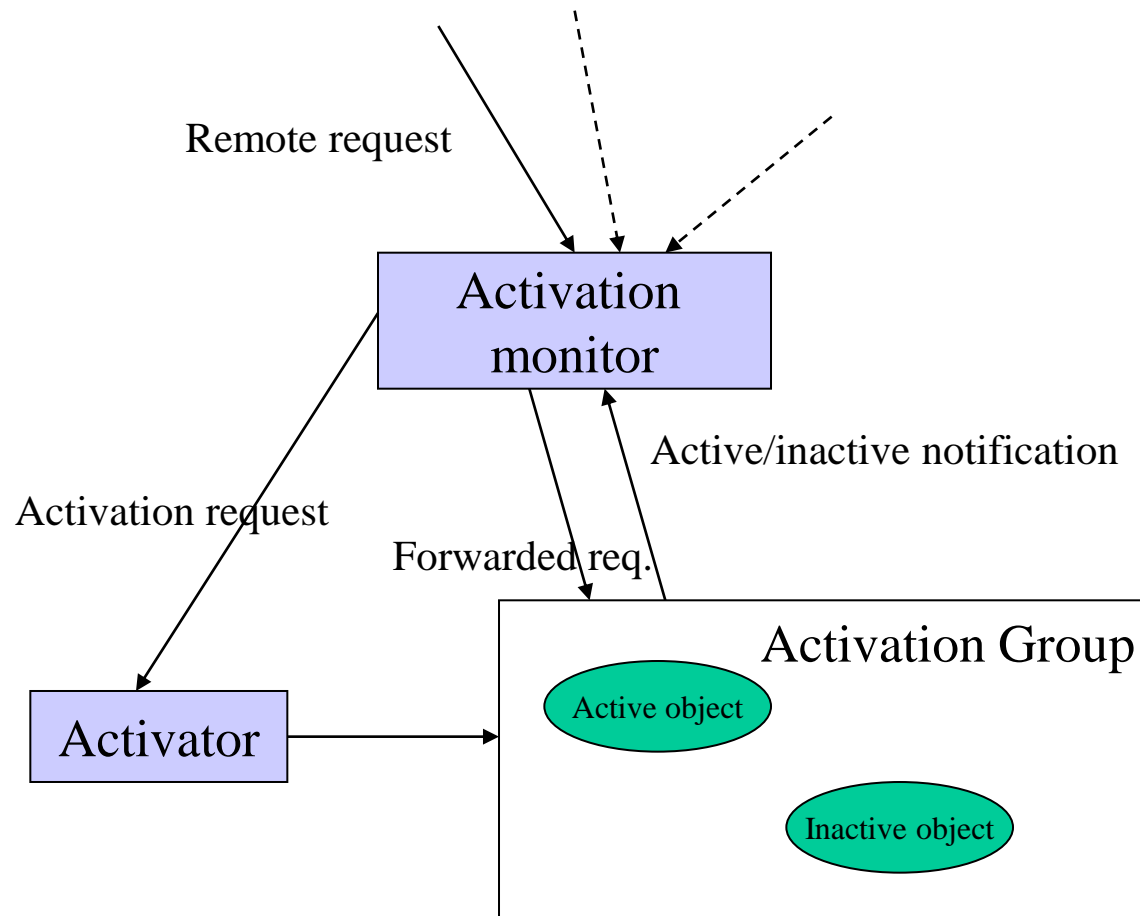 Remote request
Activation
monitor
Active/inactive notification
Activation request
Forwarded req.
Activation Group
Active object
Activator
Inactive object